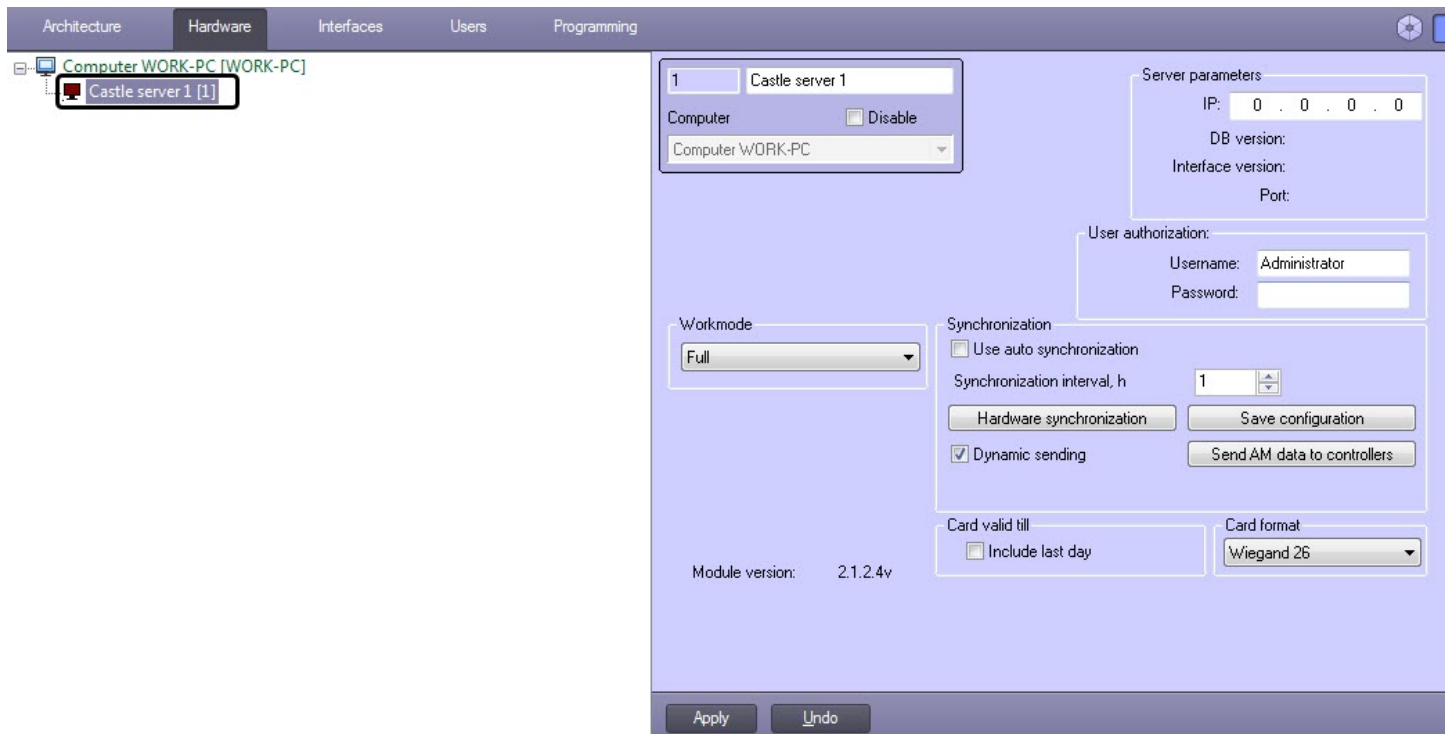 Architecture Hardware Interfaces Users Programming
Computer WORK-PC [WORK-PC]
Castle server 1 [1]
1 Castle server 1
Computer Disable
Computer WORK-PC
Server parameters
IP: 0 . 0 . 0 . 0
DB version:
Interface version:
Port:
User authorization:
Username: Administrator
Password:
Workmode
Full
Synchronization
Use auto synchronization
Synchronization interval, h 1
Hardware synchronization Save configuration
Dynamic sending Send AM data to controllers
Card valid till
Include last day
Card format
Wiegand 26
Module version: 2.1.2.4v
Apply Undo